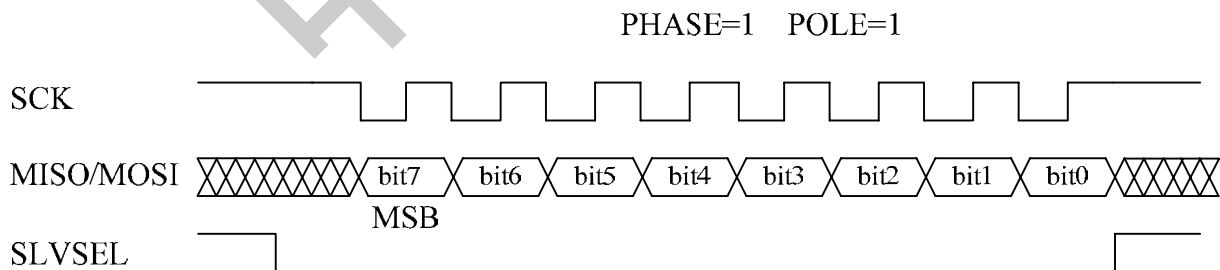 PHASE=1 POLE=1
SCK
MISO/MOSI bit7 bit6 bit5 bit4 bit3 bit2 bit1 bit0
MSB
SLVSEL